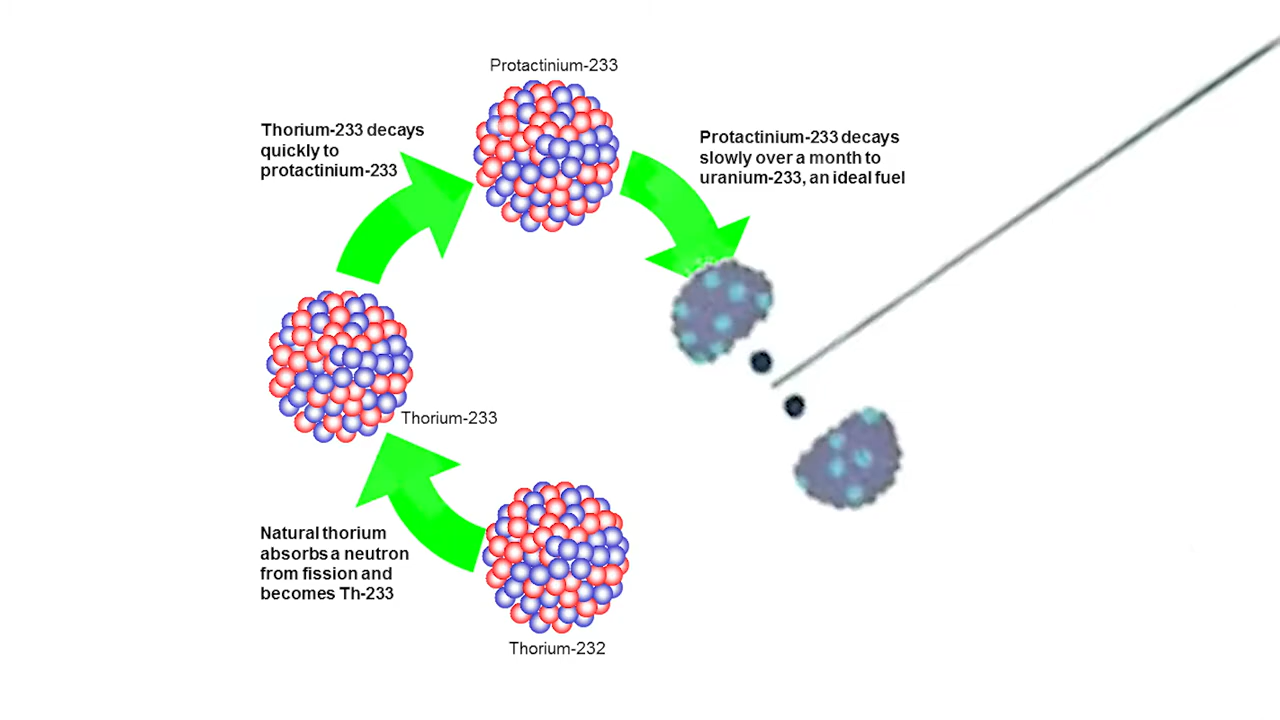 Protactinium-233
Thorium-233 decays
quickly to
protactinium-233
Protactinium-233 decays
slowly over a month to
uranium-233, an ideal fuel
Thorium-233
Natural thorium
absorbs a neutron
from fission and
becomes Th-233
Thorium-232